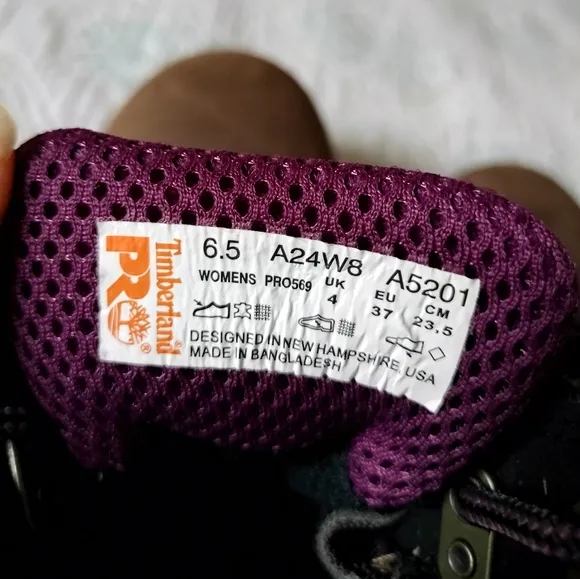 Timberland®
PRO®
6.5 A24W8 A5201
WOMENS PRO569 UK EU CM
4 37 23.5
DESIGNED IN NEW HAMPSHIRE, USA
MADE IN BANGLADESH